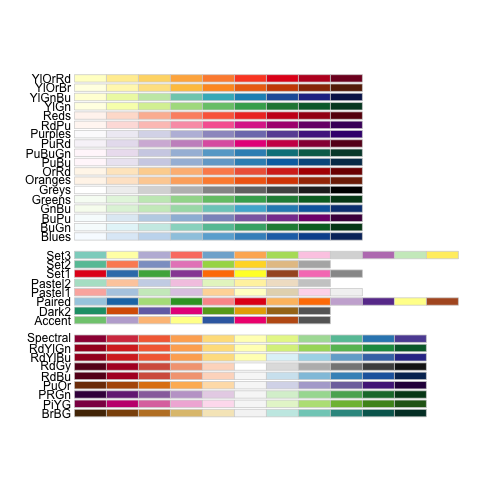 YlOrRd
YlOrBr
YlGnBu
YlGn
Reds
RdPu
Purples
PuRd
PuBuGn
PuBu
OrRd
Oranges
Greys
Greens
GnBu
BuPu
BuGn
Blues
Set3
Set2
Set1
Pastel2
Pastel1
Paired
Dark2
Accent
Spectral
RdYlGn
RdYlBu
RdGy
RdBu
PuOr
PRGn
PiYG
BrBG